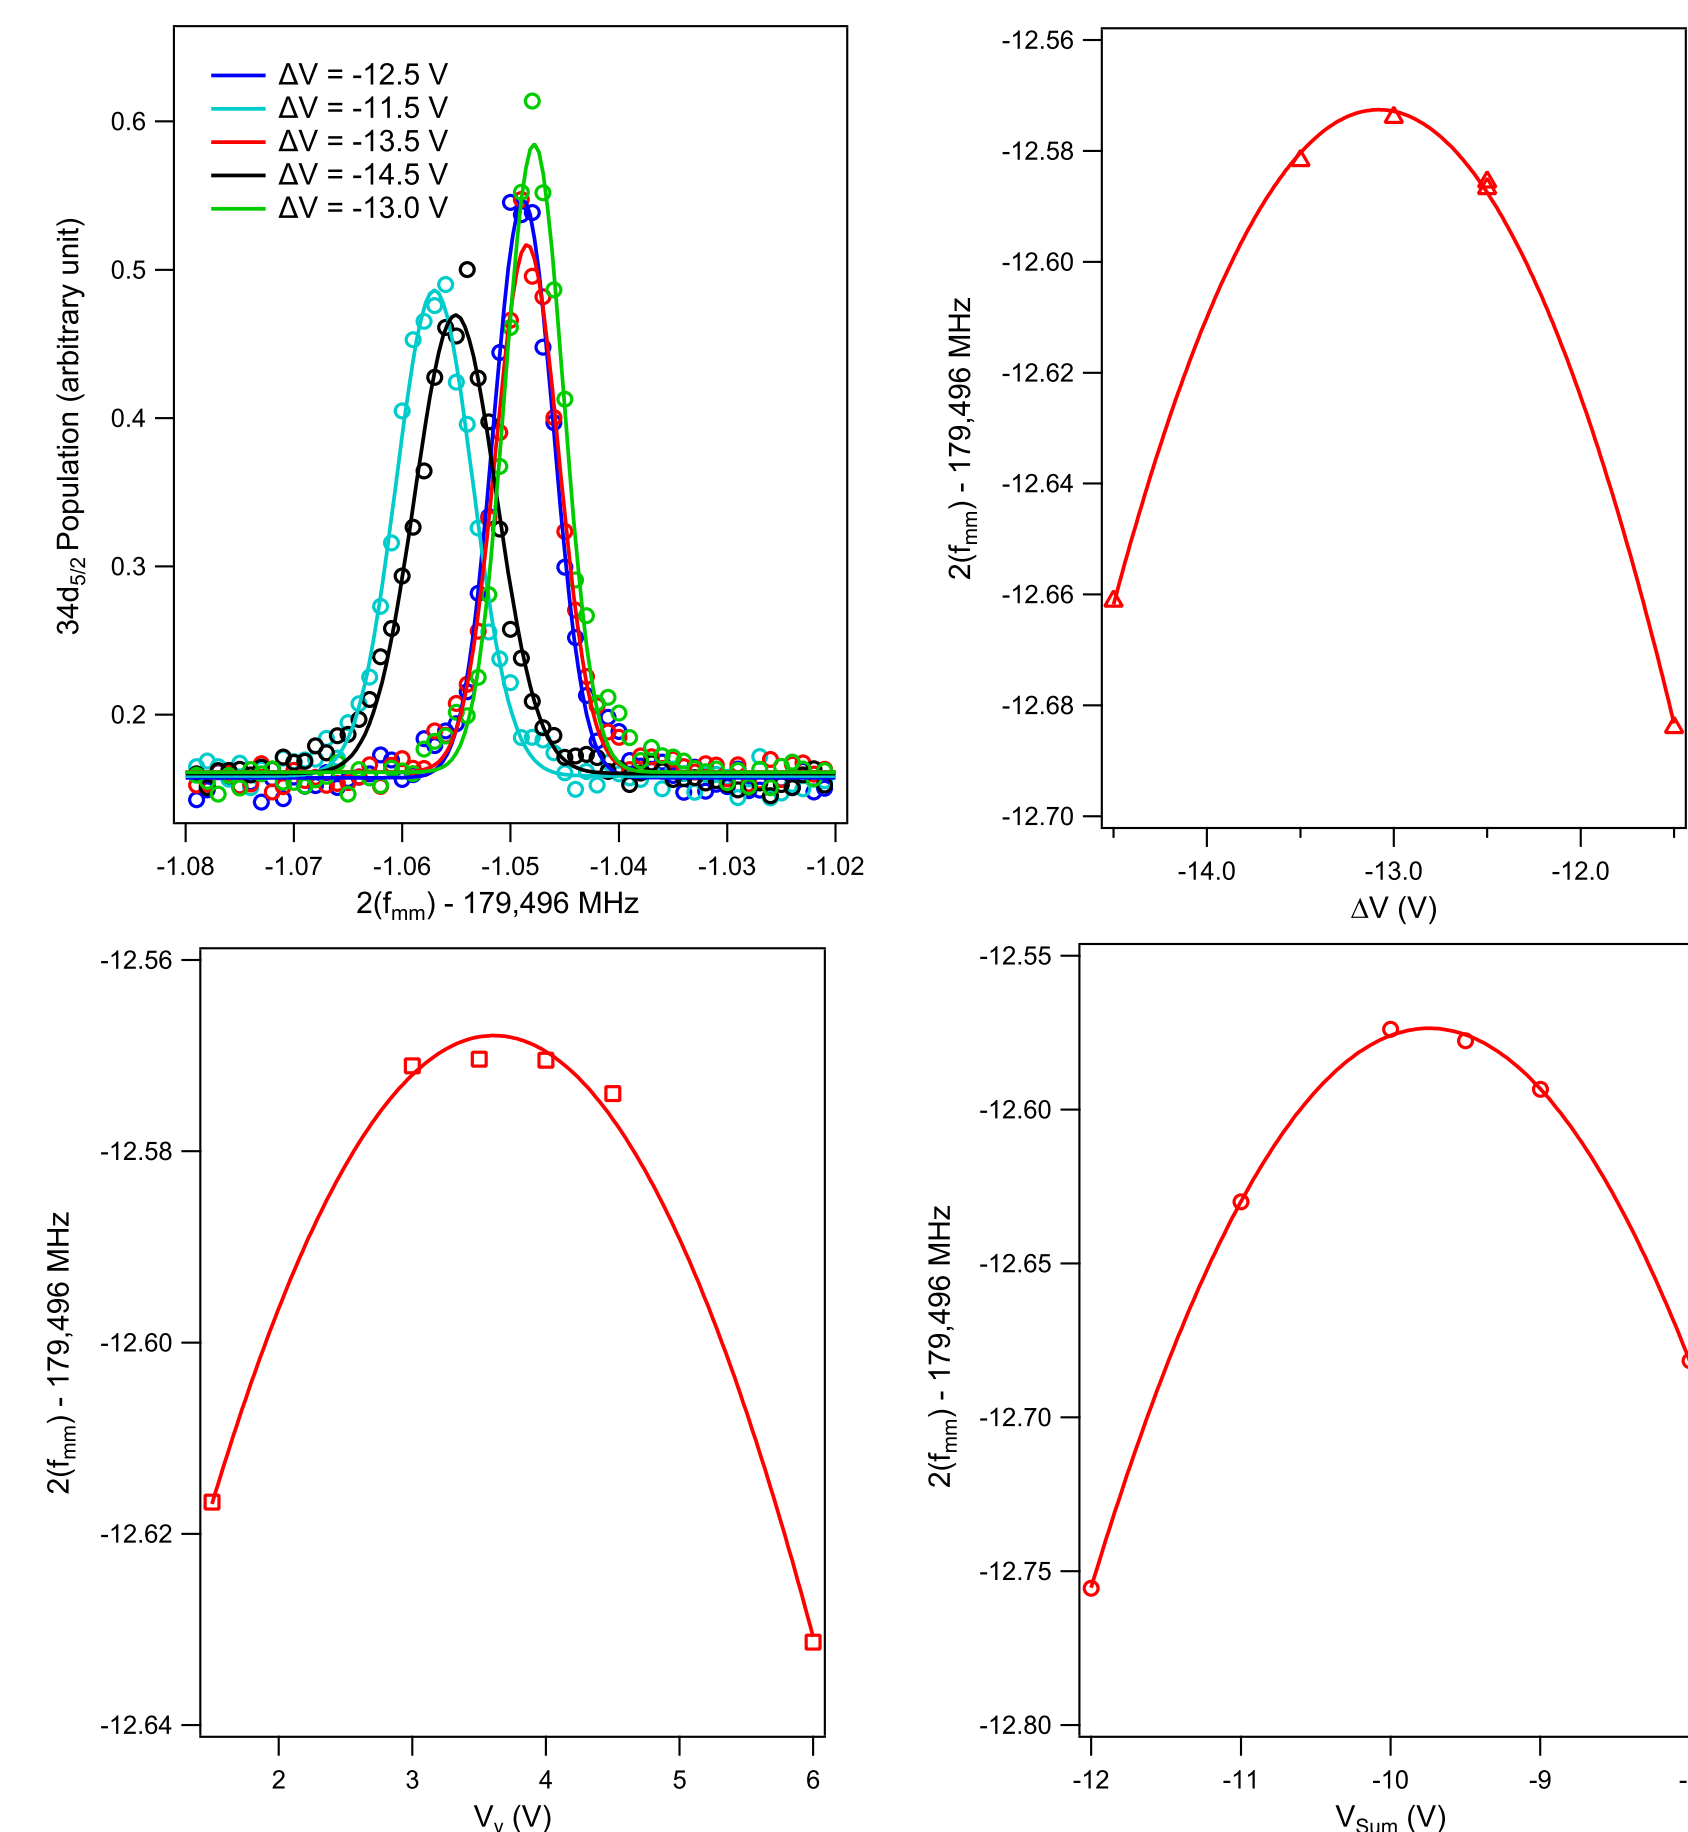 ΔV = -12.5 V
ΔV = -11.5 V
ΔV = -13.5 V
ΔV = -14.5 V
ΔV = -13.0 V
34d5/2 Population (arbitrary unit)
0.6
0.5
0.4
0.3
0.2
-1.08 -1.07 -1.06 -1.05 -1.04 -1.03 -1.02
2(fmm) - 179,496 MHz
2(fmm) - 179,496 MHz
-12.56
-12.58
-12.60
-12.62
-12.64
-12.66
-12.68
-12.70
-14.0 -13.0 -12.0
ΔV (V)
2(fmm) - 179,496 MHz
-12.56
-12.58
-12.60
-12.62
-12.64
2 3 4 5 6
Vy (V)
2(fmm) - 179,496 MHz
-12.55
-12.60
-12.65
-12.70
-12.75
-12.80
-12 -11 -10 -9
VSum (V)